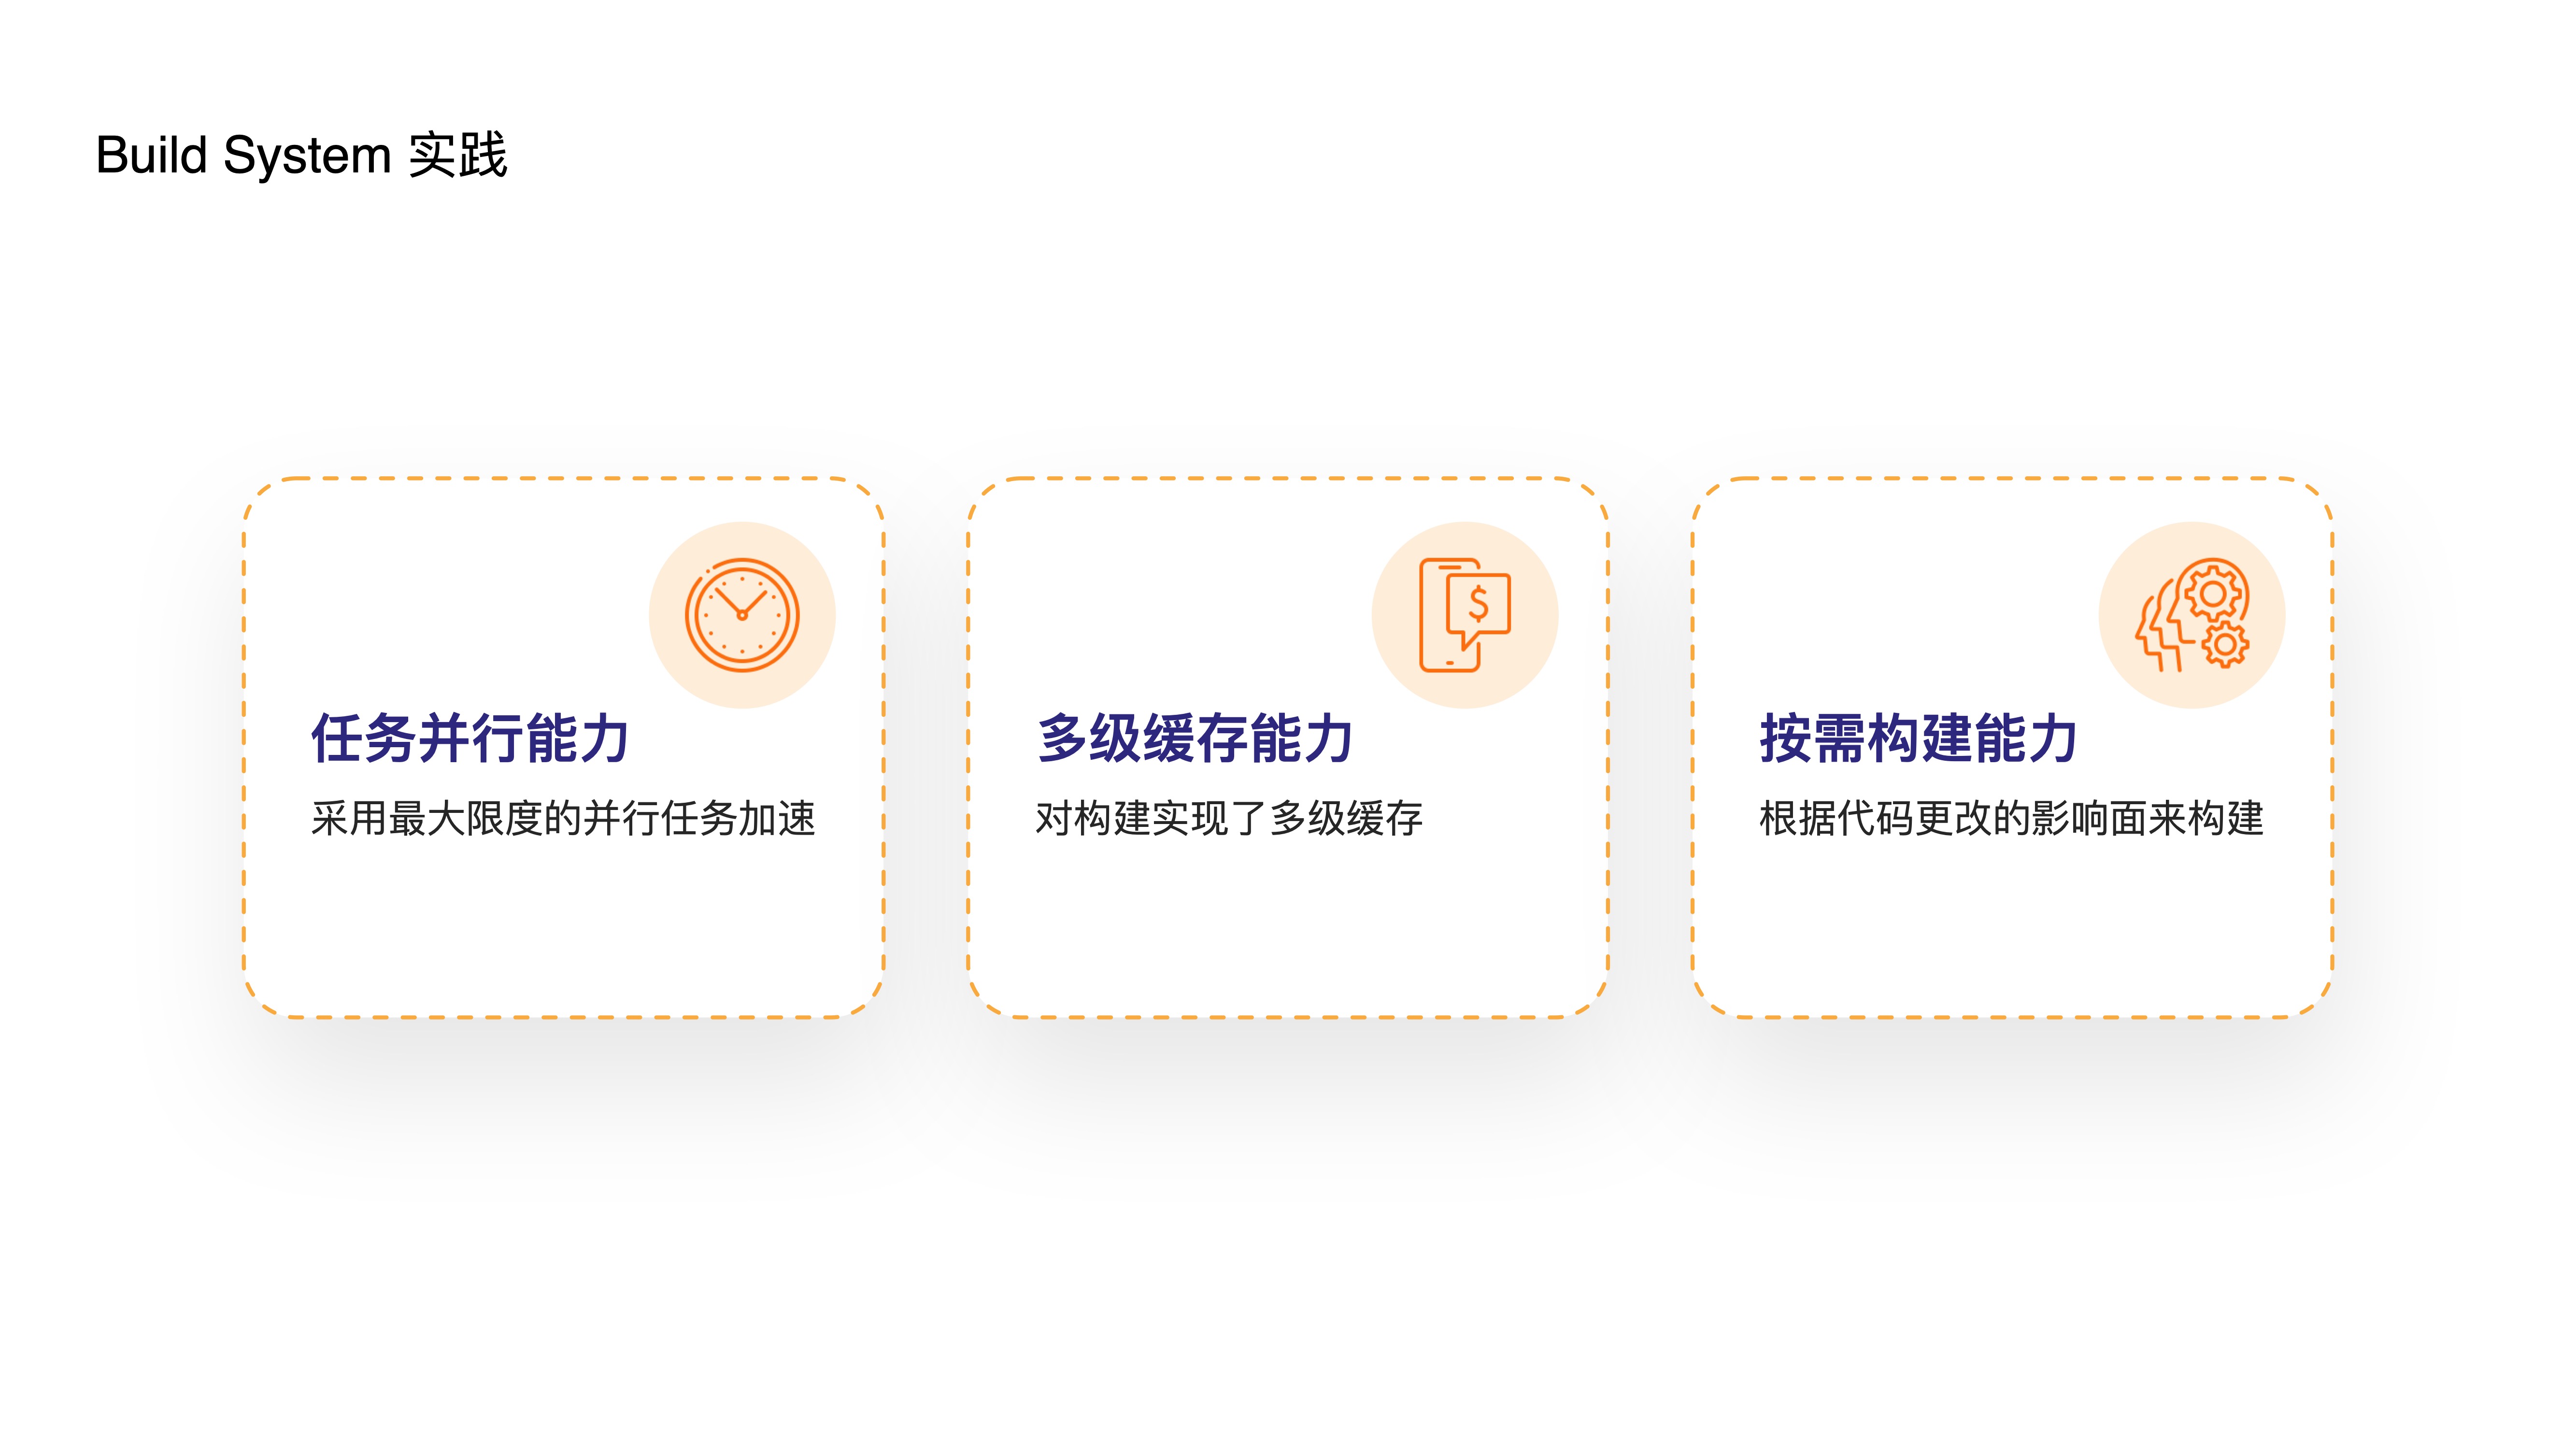 Build System 实践
任务并行能力
采用最大限度的并行任务加速
$
多级缓存能力
对构建实现了多级缓存
按需构建能力
根据代码更改的影响面来构建